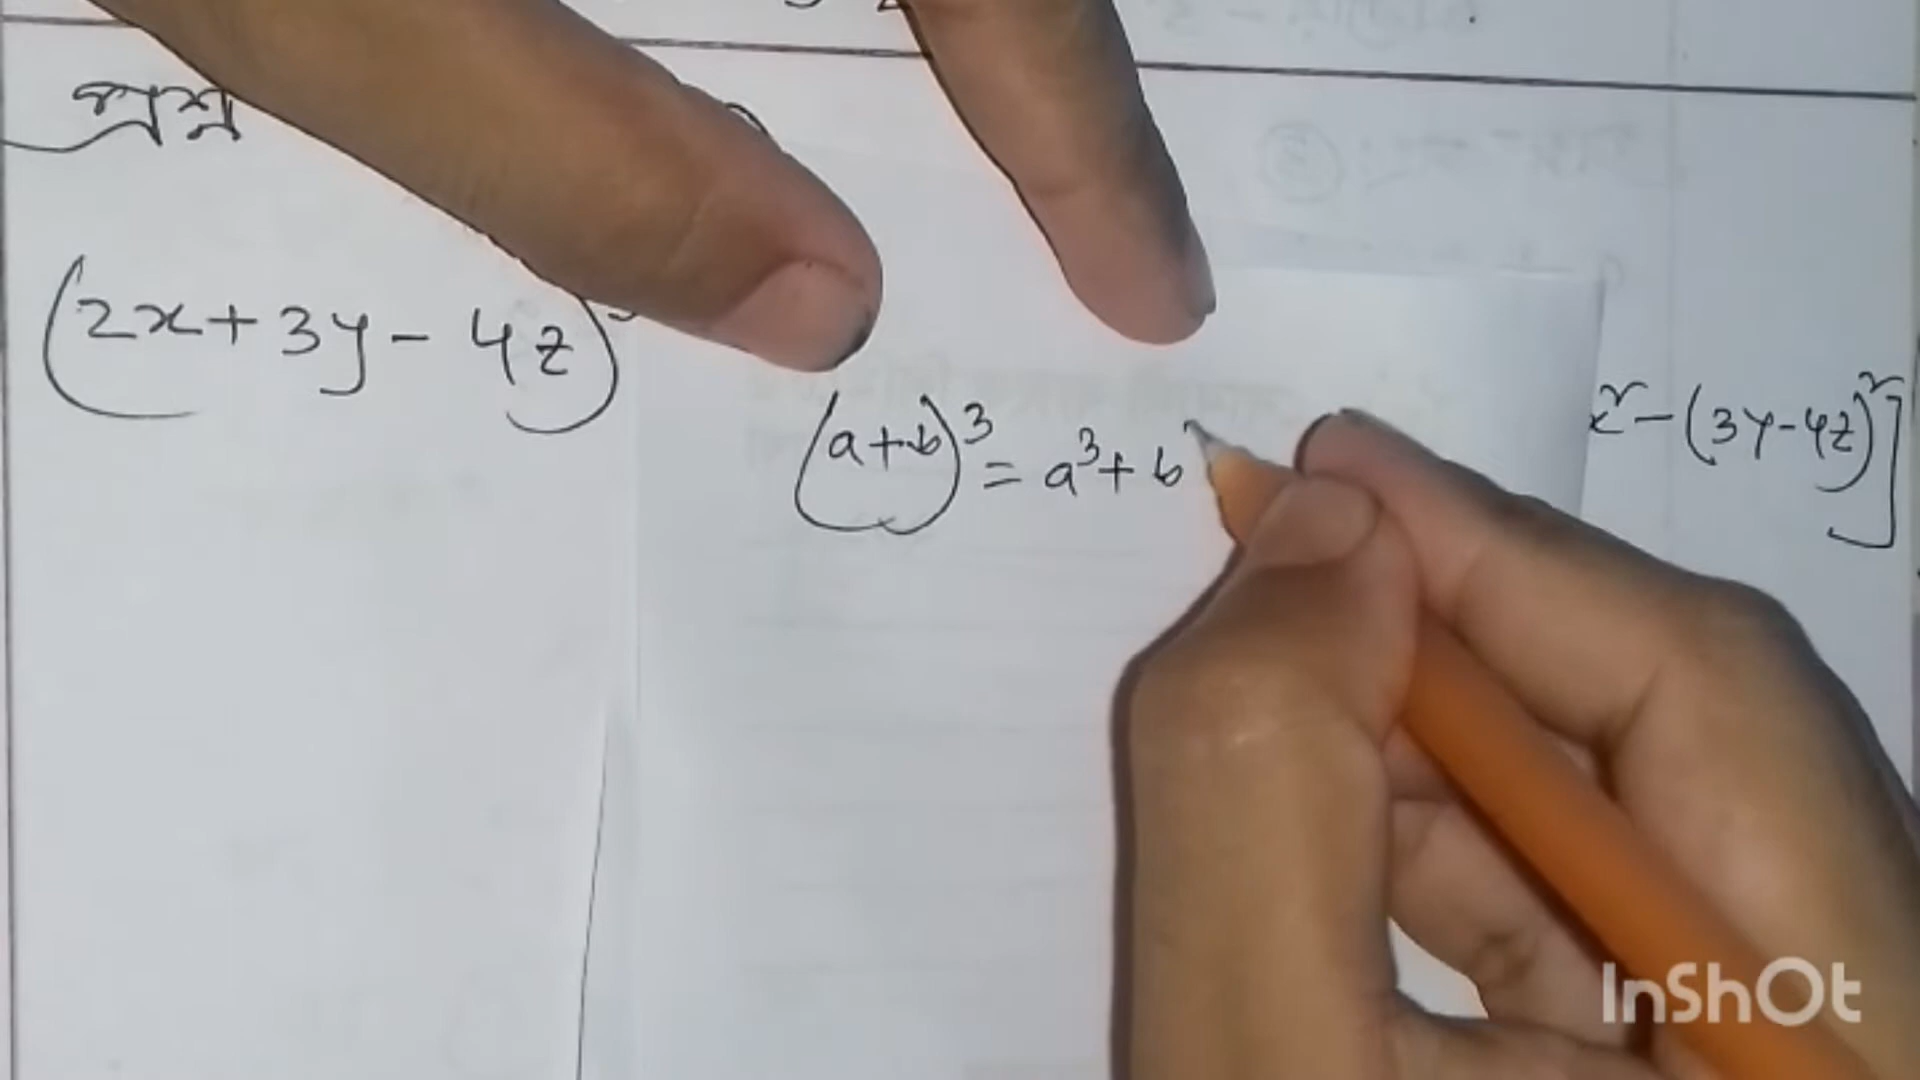 প্রশ্ন
(2x+3y-4z)
(a+b)³ = a³+b
x² - (3y-4z)²]
InShOt